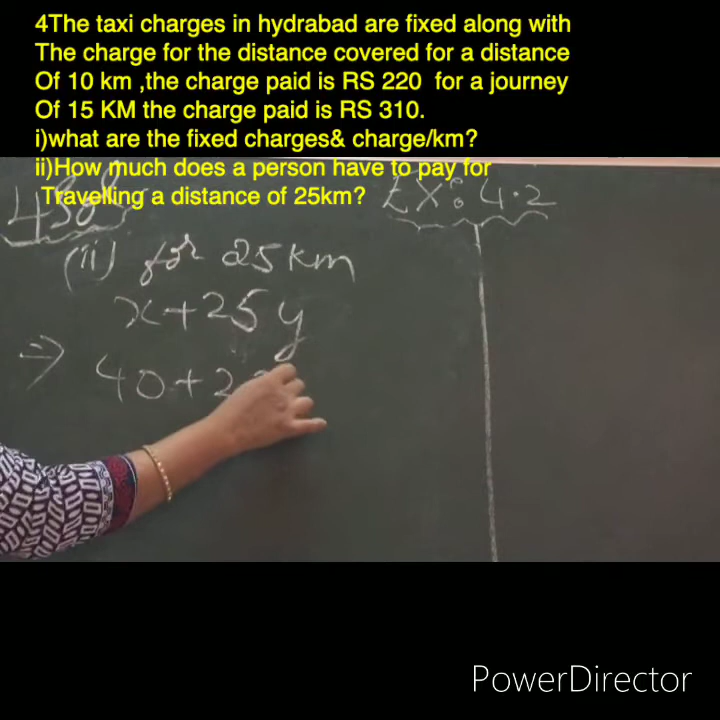 4The taxi charges in hydrabad are fixed along with
The charge for the distance covered for a distance
Of 10 km ,the charge paid is RS 220 for a journey
Of 15 KM the charge paid is RS 310.
i)what are the fixed charges& charge/km?
ii)How much does a person have to pay for
Travelling a distance of 25km?
Ex: 4.2
(ii) for 25km
x+25y
⇒ 40+2
PowerDirector